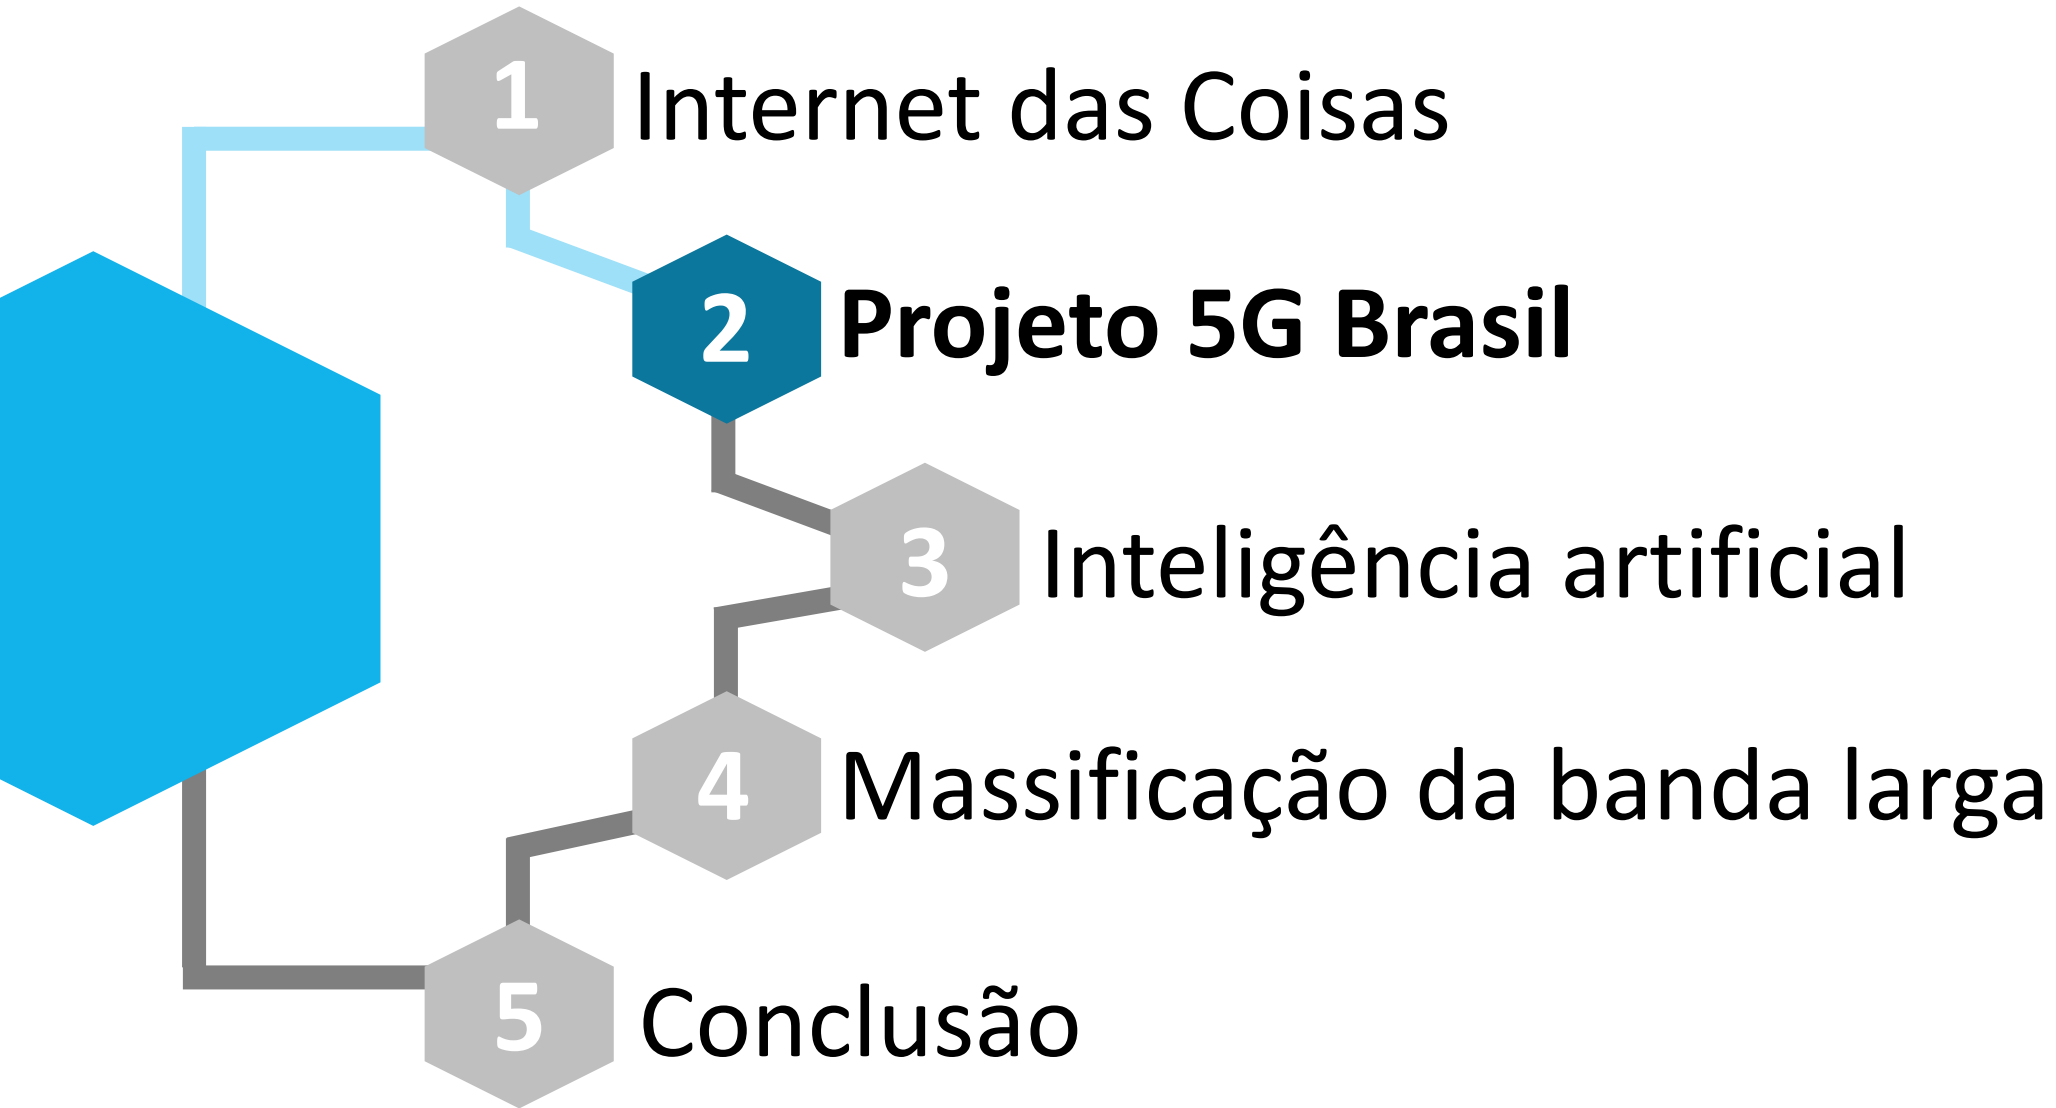 1 Internet das Coisas
2 Projeto 5G Brasil
3 Inteligência artificial
4 Massificação da banda larga
5 Conclusão